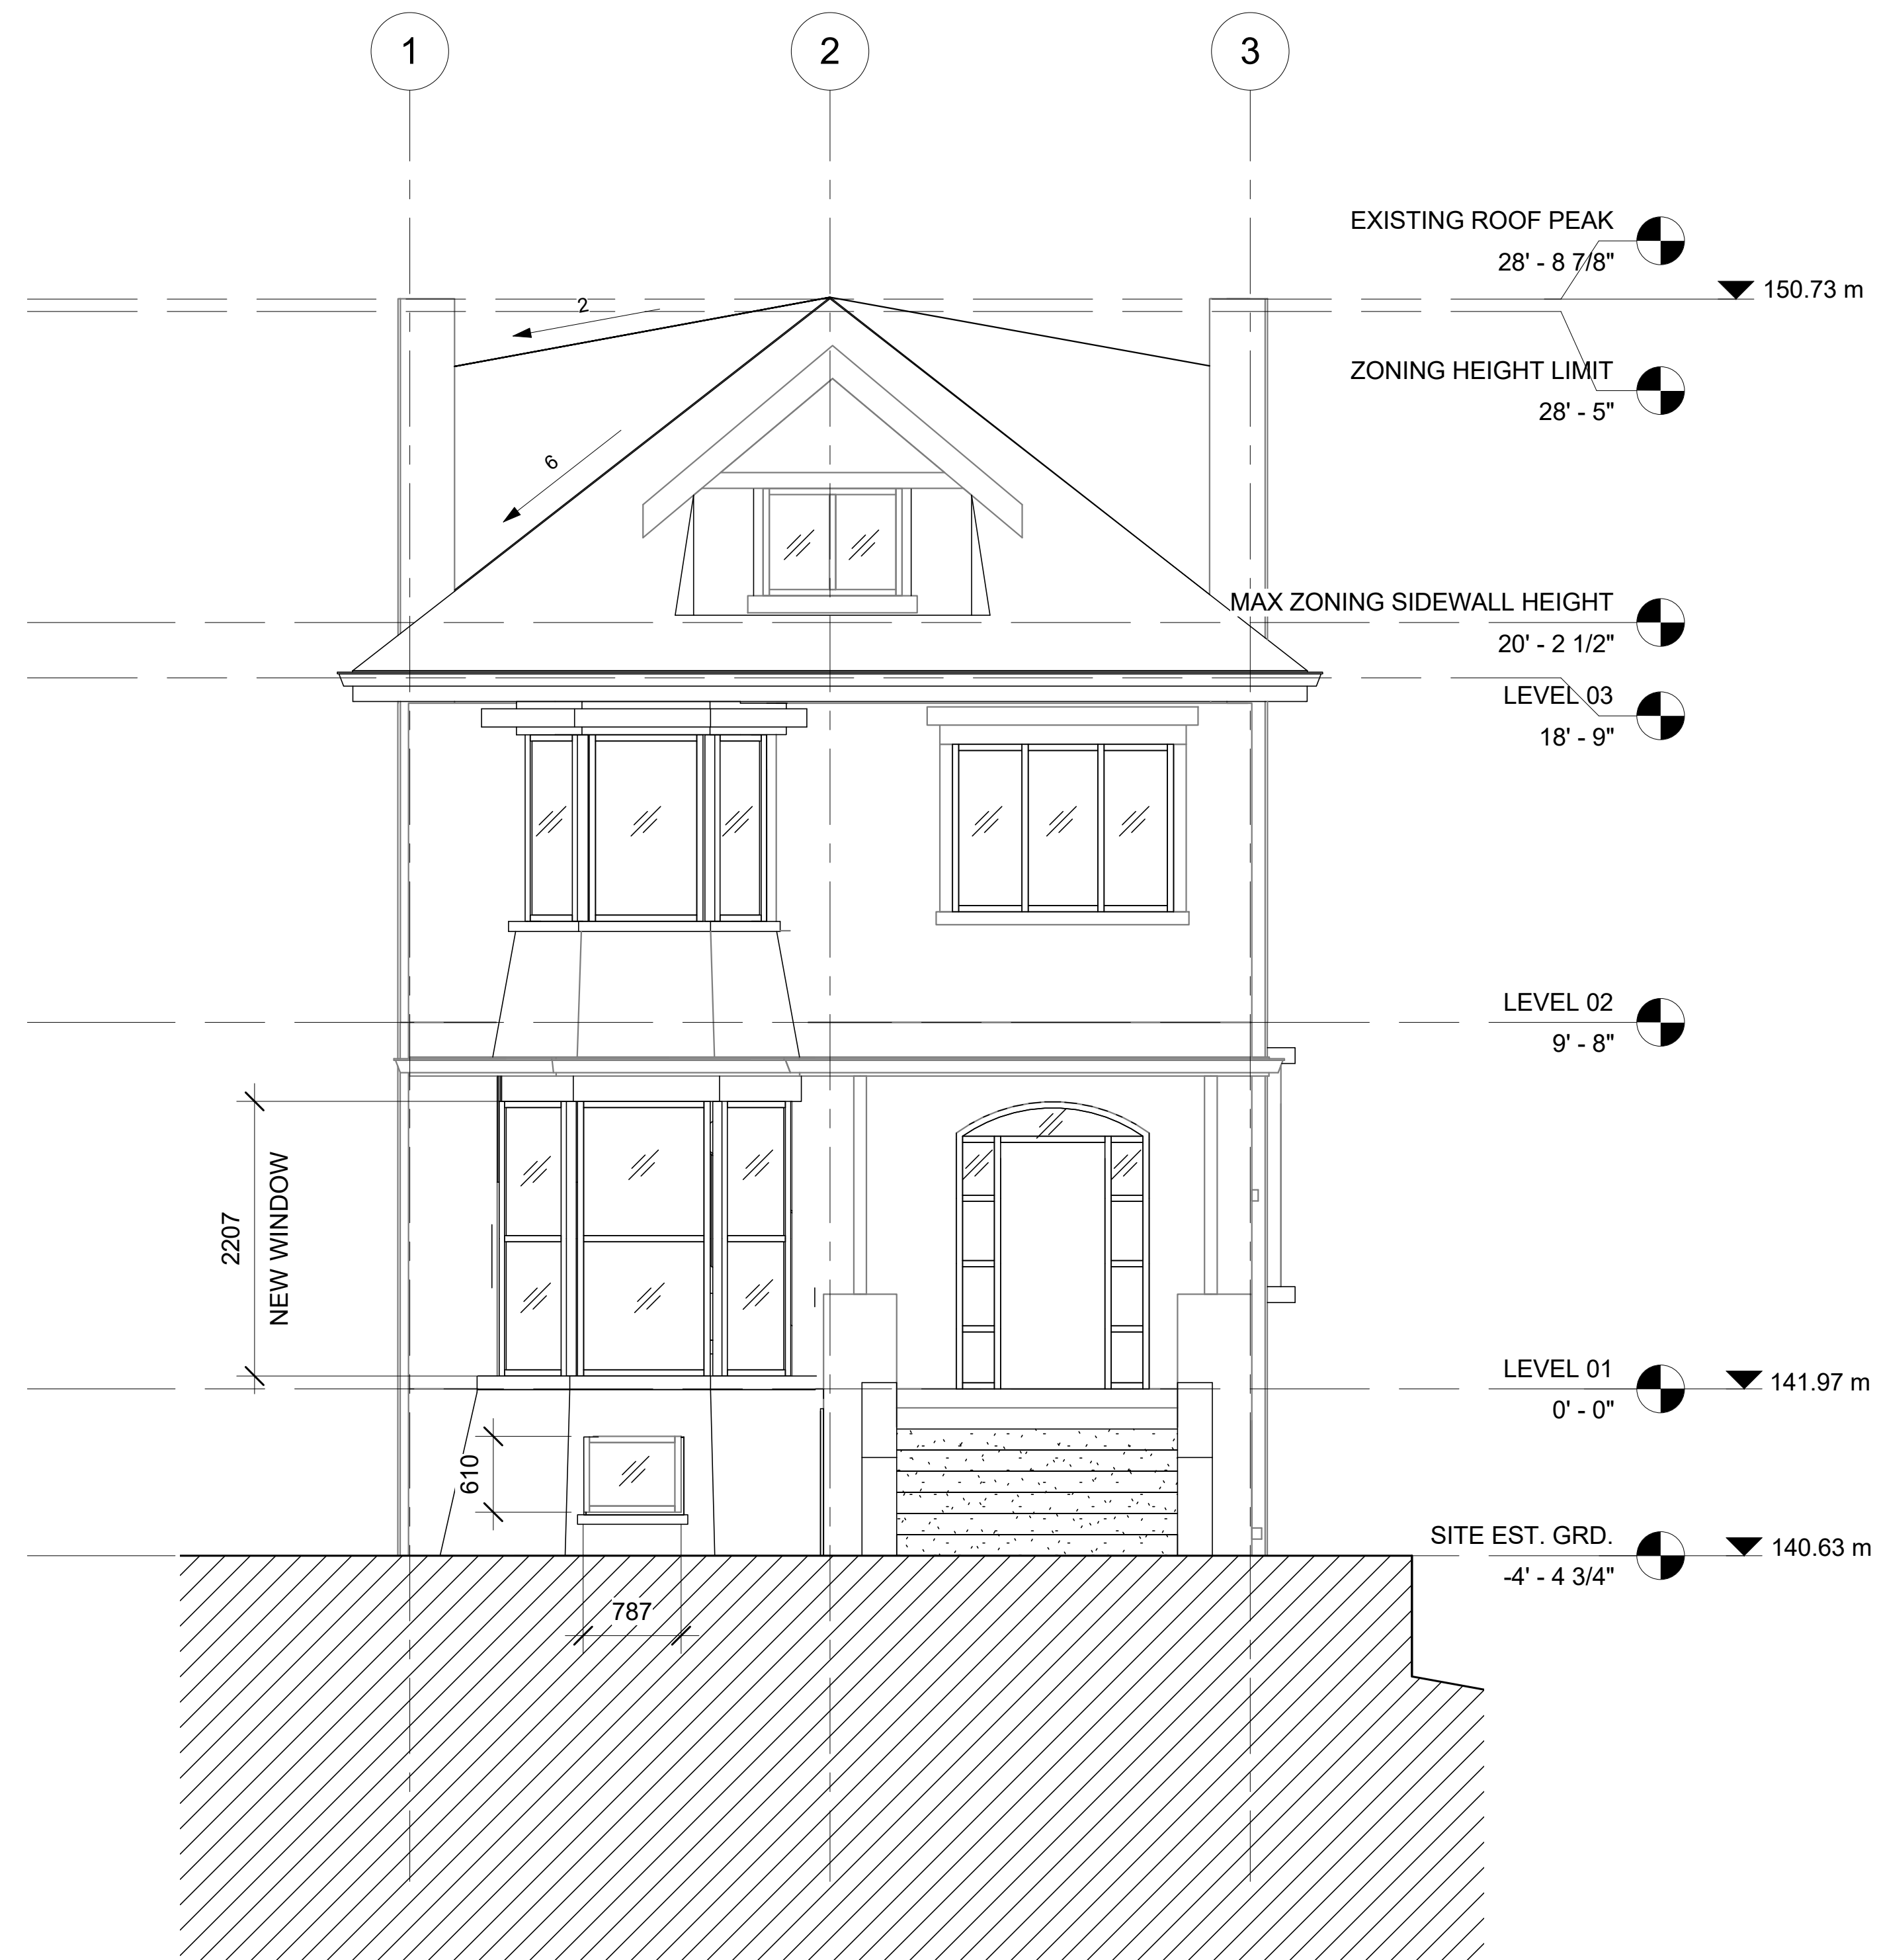 1
2
3
EXISTING ROOF PEAK
28' - 8 7/8"
150.73 m
2
ZONING HEIGHT LIMIT
28' - 5"
6
MAX ZONING SIDEWALL HEIGHT
20' - 2 1/2"
LEVEL 03
18' - 9"
LEVEL 02
9' - 8"
2207
NEW WINDOW
LEVEL 01
0' - 0"
141.97 m
610
SITE EST. GRD.
-4' - 4 3/4"
140.63 m
787